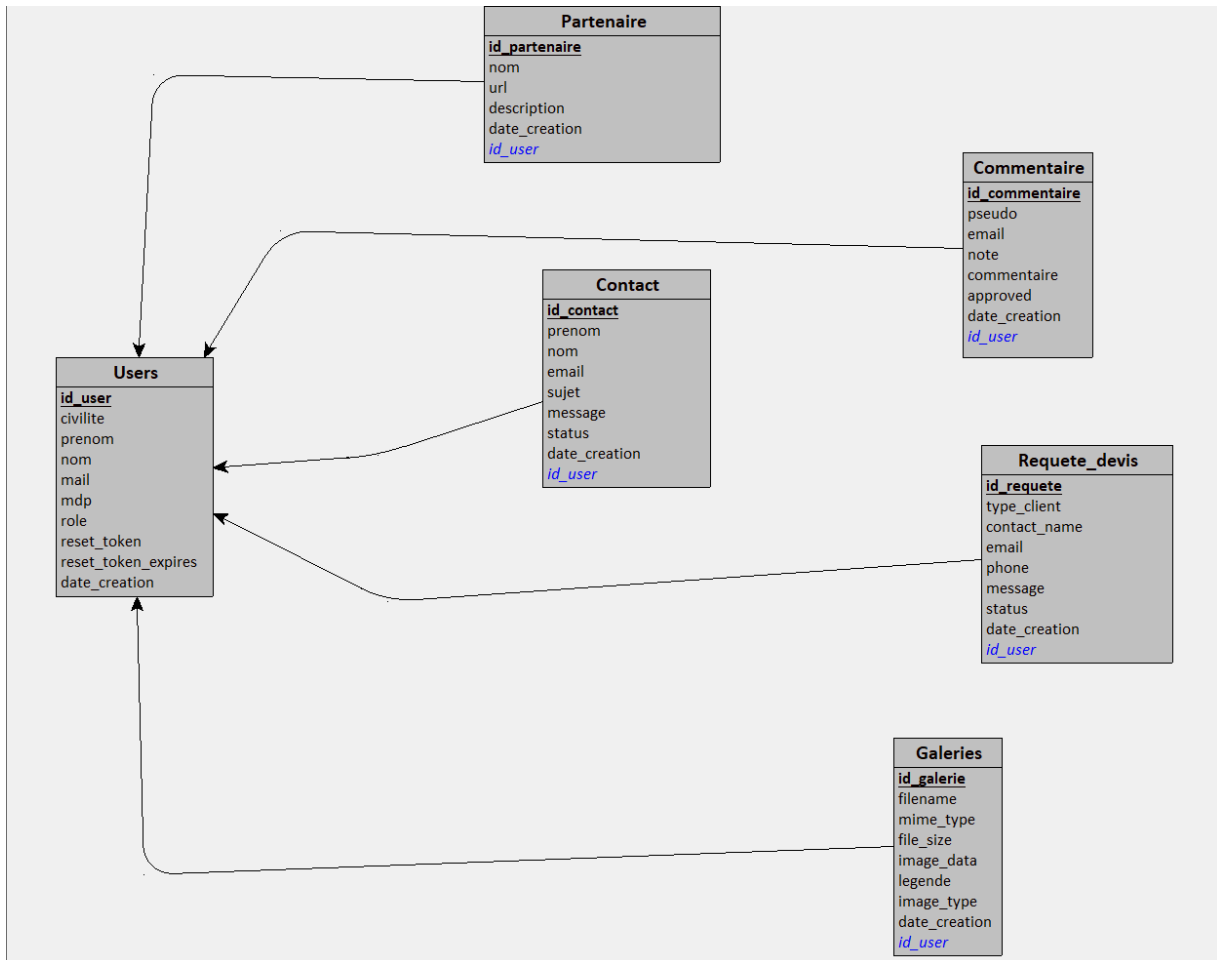 Partenaire
id_partenaire
nom
url
description
date_creation
id_user
Commentaire
id_commentaire
pseudo
email
note
commentaire
approved
date_creation
id_user
Contact
id_contact
prenom
nom
email
sujet
message
status
date_creation
id_user
Users
id_user
civilite
prenom
nom
mail
mdp
role
reset_token
reset_token_expires
date_creation
Requete_devis
id_requete
type_client
contact_name
email
phone
message
status
date_creation
id_user
Galeries
id_galerie
filename
mime_type
file_size
image_data
legende
image_type
date_creation
id_user